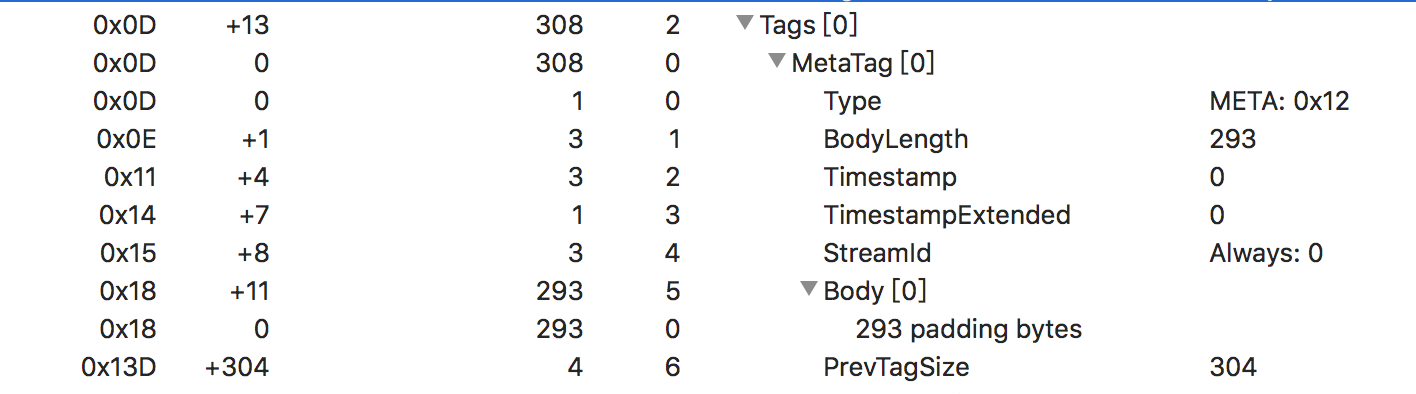 0x0D +13 308 2 Tags [0]
0x0D 0 308 0 MetaTag [0]
0x0D 0 1 0 Type META: 0x12
0x0E +1 3 1 BodyLength 293
0x11 +4 3 2 Timestamp 0
0x14 +7 1 3 TimestampExtended 0
0x15 +8 3 4 StreamId Always: 0
0x18 +11 293 5 Body [0]
0x18 0 293 0 293 padding bytes
0x13D +304 4 6 PrevTagSize 304